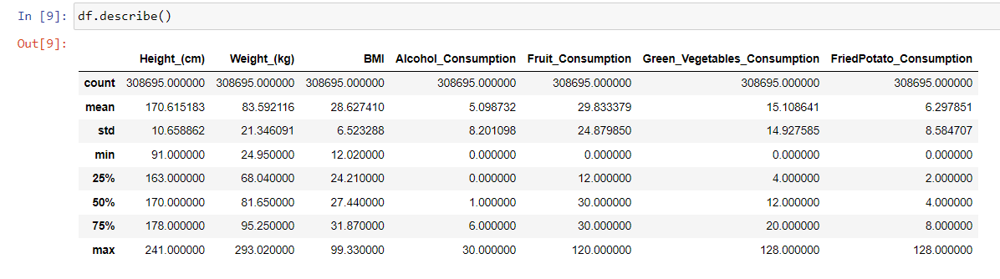 In [9]: df.describe()
Out[9]:
Height_(cm) Weight_(kg) BMI Alcohol_Consumption Fruit_Consumption Green_Vegetables_Consumption FriedPotato_Consumption
count 308695.000000 308695.000000 308695.000000 308695.000000 308695.000000 308695.000000 308695.000000
mean 170.615183 83.592116 28.627410 5.098732 29.833379 15.108641 6.297851
std 10.658862 21.346091 6.523288 8.201098 24.879850 14.927585 8.584707
min 91.000000 24.950000 12.020000 0.000000 0.000000 0.000000 0.000000
25% 163.000000 68.040000 24.210000 0.000000 12.000000 4.000000 2.000000
50% 170.000000 81.650000 27.440000 1.000000 30.000000 12.000000 4.000000
75% 178.000000 95.250000 31.870000 6.000000 30.000000 20.000000 8.000000
max 241.000000 293.020000 99.330000 30.000000 120.000000 128.000000 128.000000